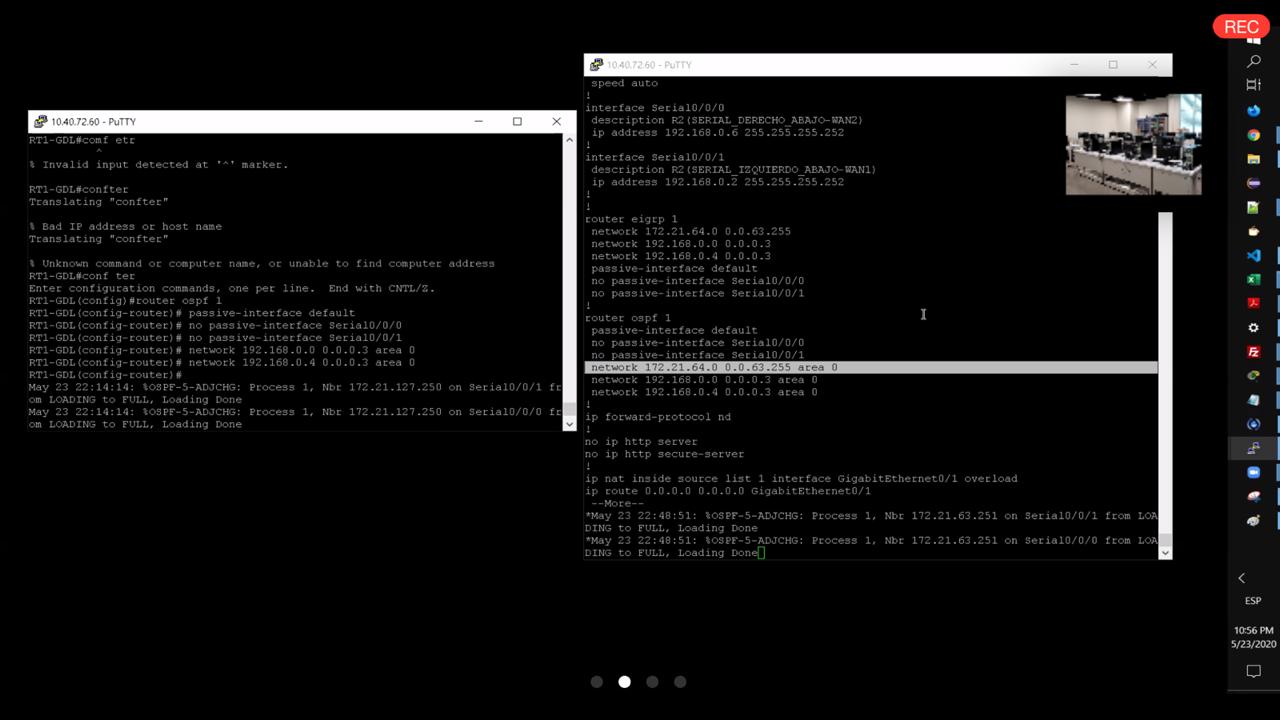 REC
10.40.72.60 - PuTTY
RT1-GDL#comf etr
^
% Invalid input detected at '^' marker.
RT1-GDL#confter
Translating "confter"
% Bad IP address or host name
Translating "confter"
% Unknown command or computer name, or unable to find computer address
RT1-GDL#conf ter
Enter configuration commands, one per line.  End with CNTL/Z.
RT1-GDL(config)#router ospf 1
RT1-GDL(config-router)# passive-interface default
RT1-GDL(config-router)# no passive-interface Serial0/0/0
RT1-GDL(config-router)# no passive-interface Serial0/0/1
RT1-GDL(config-router)# network 192.168.0.0 0.0.0.3 area 0
RT1-GDL(config-router)# network 192.168.0.4 0.0.0.3 area 0
RT1-GDL(config-router)#
May 23 22:14:14: %OSPF-5-ADJCHG: Process 1, Nbr 172.21.127.250 on Serial0/0/1 fr
om LOADING to FULL, Loading Done
May 23 22:14:14: %OSPF-5-ADJCHG: Process 1, Nbr 172.21.127.250 on Serial0/0/0 fr
om LOADING to FULL, Loading Done
10.40.72.60 - PuTTY
speed auto
!
interface Serial0/0/0
description R2(SERIAL_DERECHO_ABAJO-WAN2)
ip address 192.168.0.6 255.255.255.252
!
interface Serial0/0/1
description R2(SERIAL_IZQUIERDO_ABAJO-WAN1)
ip address 192.168.0.2 255.255.255.252
!
!
router eigrp 1
network 172.21.64.0 0.0.63.255
network 192.168.0.0 0.0.0.3
network 192.168.0.4 0.0.0.3
passive-interface default
no passive-interface Serial0/0/0
no passive-interface Serial0/0/1
!
router ospf 1
passive-interface default
no passive-interface Serial0/0/0
no passive-interface Serial0/0/1
network 172.21.64.0 0.0.63.255 area 0
network 192.168.0.0 0.0.0.3 area 0
network 192.168.0.4 0.0.0.3 area 0
!
ip forward-protocol nd
!
no ip http server
no ip http secure-server
!
ip nat inside source list 1 interface GigabitEthernet0/1 overload
ip route 0.0.0.0 0.0.0.0 GigabitEthernet0/1
--More--
*May 23 22:48:51: %OSPF-5-ADJCHG: Process 1, Nbr 172.21.63.251 on Serial0/0/1 from LOA
DING to FULL, Loading Done
*May 23 22:48:51: %OSPF-5-ADJCHG: Process 1, Nbr 172.21.63.251 on Serial0/0/0 from LOA
DING to FULL, Loading Done
ESP
10:56 PM
5/23/2020